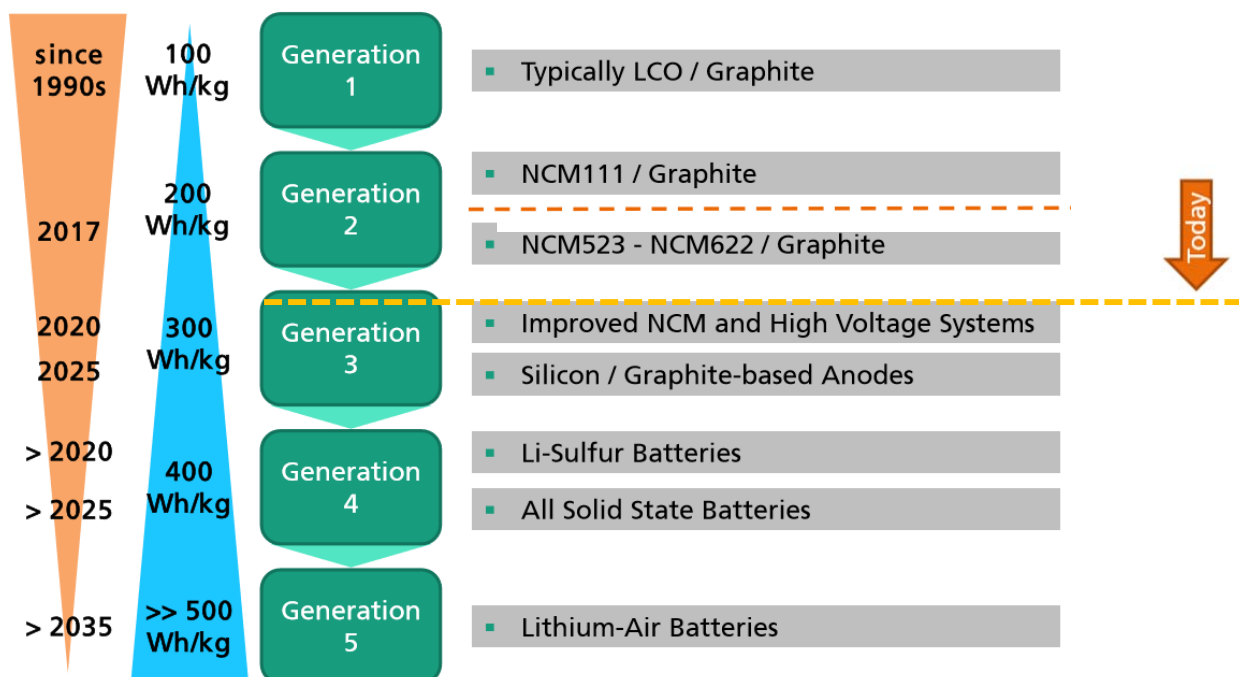 since
1990s
100
Wh/kg
Generation
1
▪ Typically LCO / Graphite
2017
200
Wh/kg
Generation
2
▪ NCM111 / Graphite
▪ NCM523 - NCM622 / Graphite
Today
2020
2025
300
Wh/kg
Generation
3
▪ Improved NCM and High Voltage Systems
▪ Silicon / Graphite-based Anodes
> 2020
> 2025
400
Wh/kg
Generation
4
▪ Li-Sulfur Batteries
▪ All Solid State Batteries
> 2035
>> 500
Wh/kg
Generation
5
▪ Lithium-Air Batteries